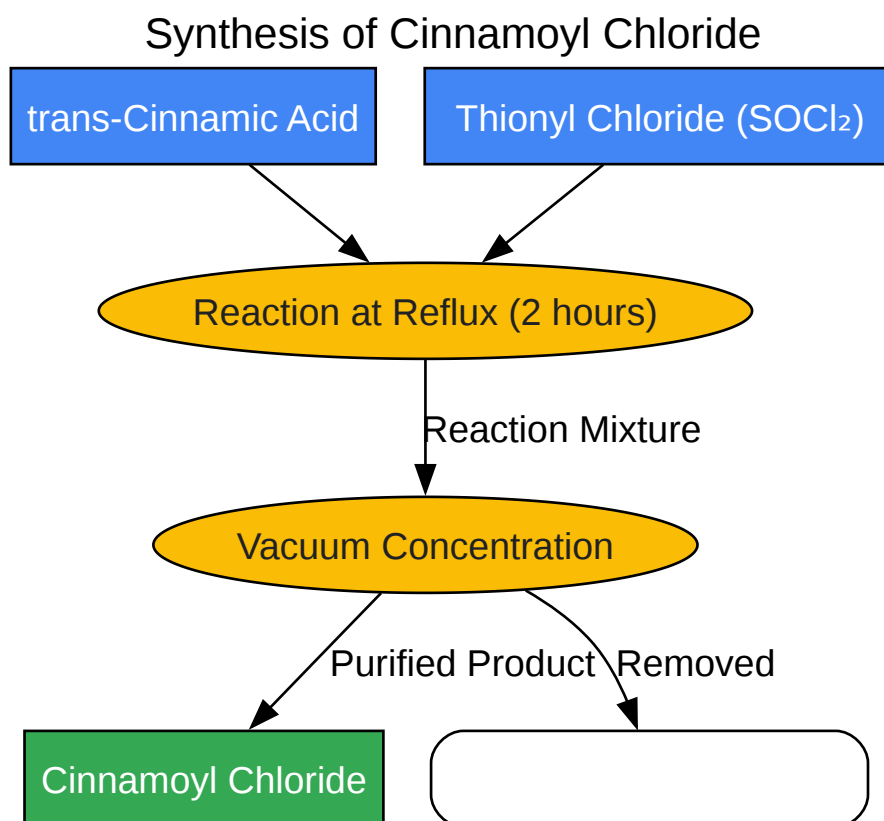 Synthesis of Cinnamoyl Chloride
trans-Cinnamic Acid
Thionyl Chloride (SOCl₂)
Reaction at Reflux (2 hours)
Reaction Mixture
Vacuum Concentration
Purified Product
Removed
Cinnamoyl Chloride